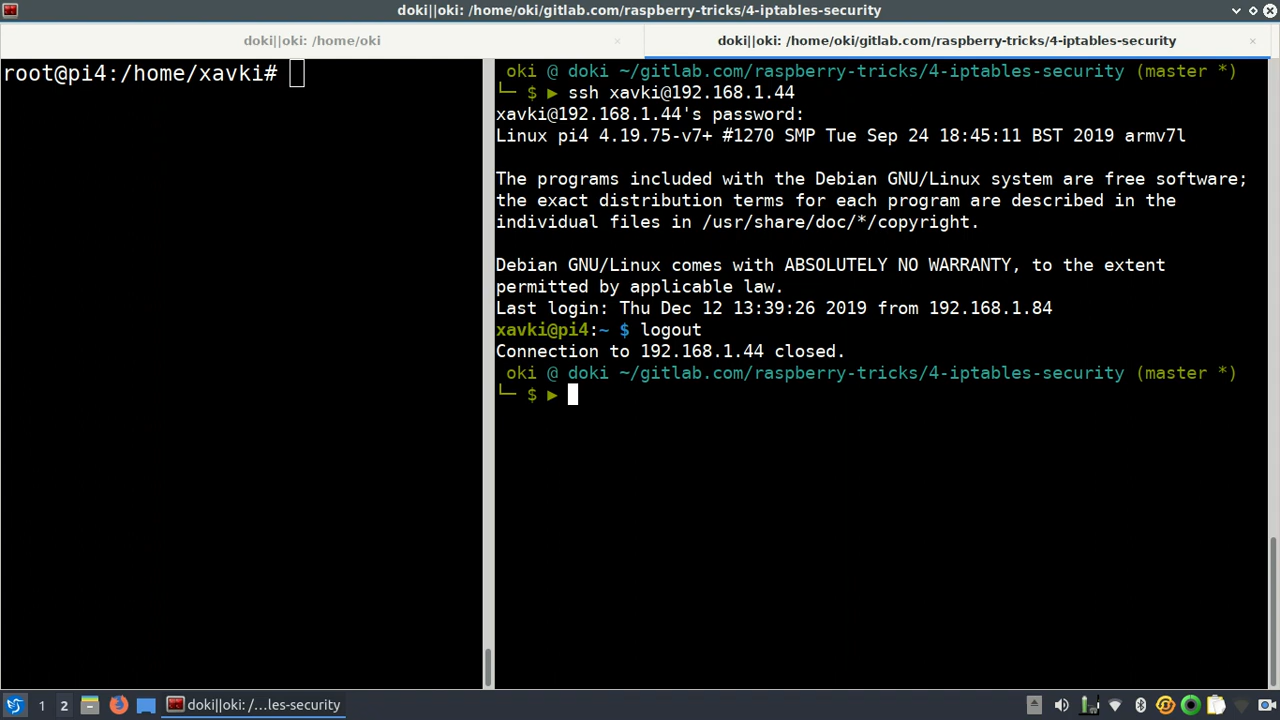 doki||oki: /home/oki/gitlab.com/raspberry-tricks/4-iptables-security
doki||oki: /home/oki
doki||oki: /home/oki/gitlab.com/raspberry-tricks/4-iptables-security
root@pi4:/home/xavki#
oki @ doki ~/gitlab.com/raspberry-tricks/4-iptables-security (master *)
└─ $ ▶ ssh xavki@192.168.1.44
xavki@192.168.1.44's password:
Linux pi4 4.19.75-v7+ #1270 SMP Tue Sep 24 18:45:11 BST 2019 armv7l
The programs included with the Debian GNU/Linux system are free software;
the exact distribution terms for each program are described in the
individual files in /usr/share/doc/*/copyright.
Debian GNU/Linux comes with ABSOLUTELY NO WARRANTY, to the extent
permitted by applicable law.
Last login: Thu Dec 12 13:39:26 2019 from 192.168.1.84
xavki@pi4:~ $ logout
Connection to 192.168.1.44 closed.
oki @ doki ~/gitlab.com/raspberry-tricks/4-iptables-security (master *)
└─ $ ▶
1 2 doki||oki: /...les-security